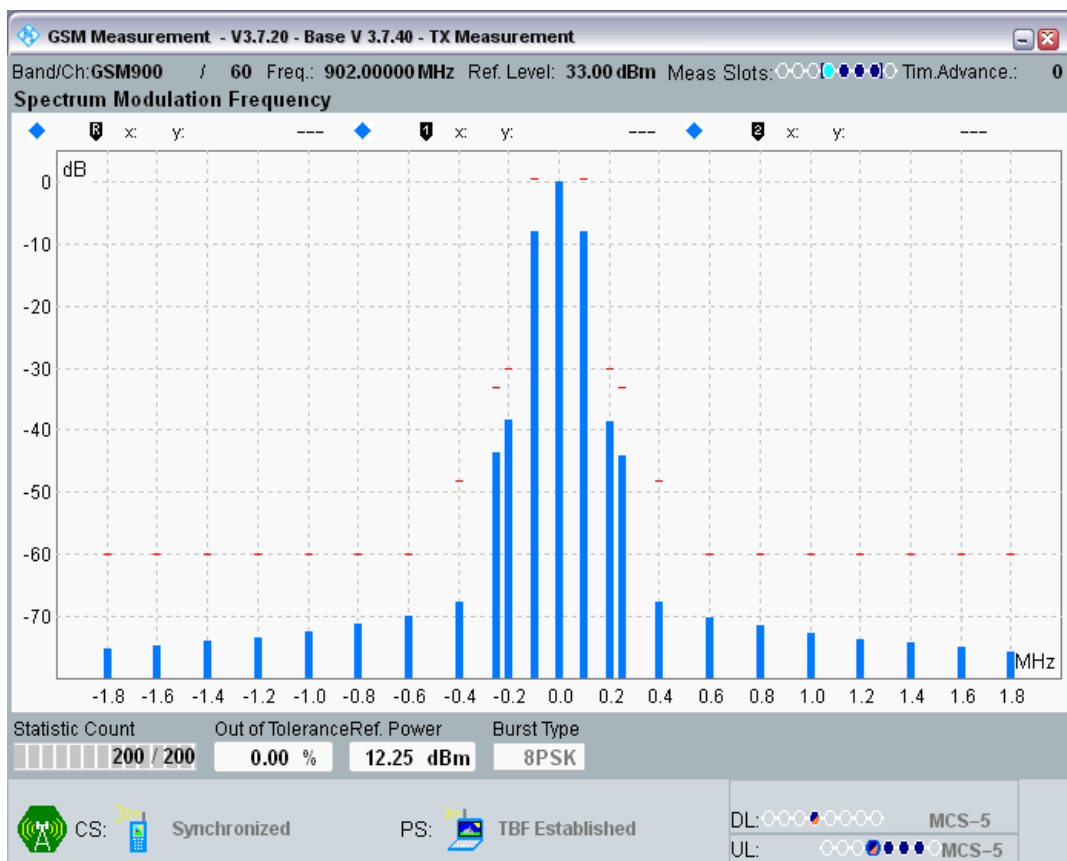 GSM Measurement - V3.7.20 - Base V 3.7.40 - TX Measurement
Band/Ch:GSM900 / 60 Freq.: 902.00000 MHz Ref. Level: 33.00 dBm Meas Slots: Tim.Advance.: 0
Spectrum Modulation Frequency
R x: y: --- 1 x: y: --- 2 x: y: ---
dB
0
-10
-20
-30
-40
-50
-60
-70
MHz
-1.8 -1.6 -1.4 -1.2 -1.0 -0.8 -0.6 -0.4 -0.2 0.0 0.2 0.4 0.6 0.8 1.0 1.2 1.4 1.6 1.8
Statistic Count Out of Tolerance Ref. Power Burst Type
200 / 200 0.00 % 12.25 dBm 8PSK
CS: Synchronized PS: TBF Established
DL: MCS-5
UL: MCS-5